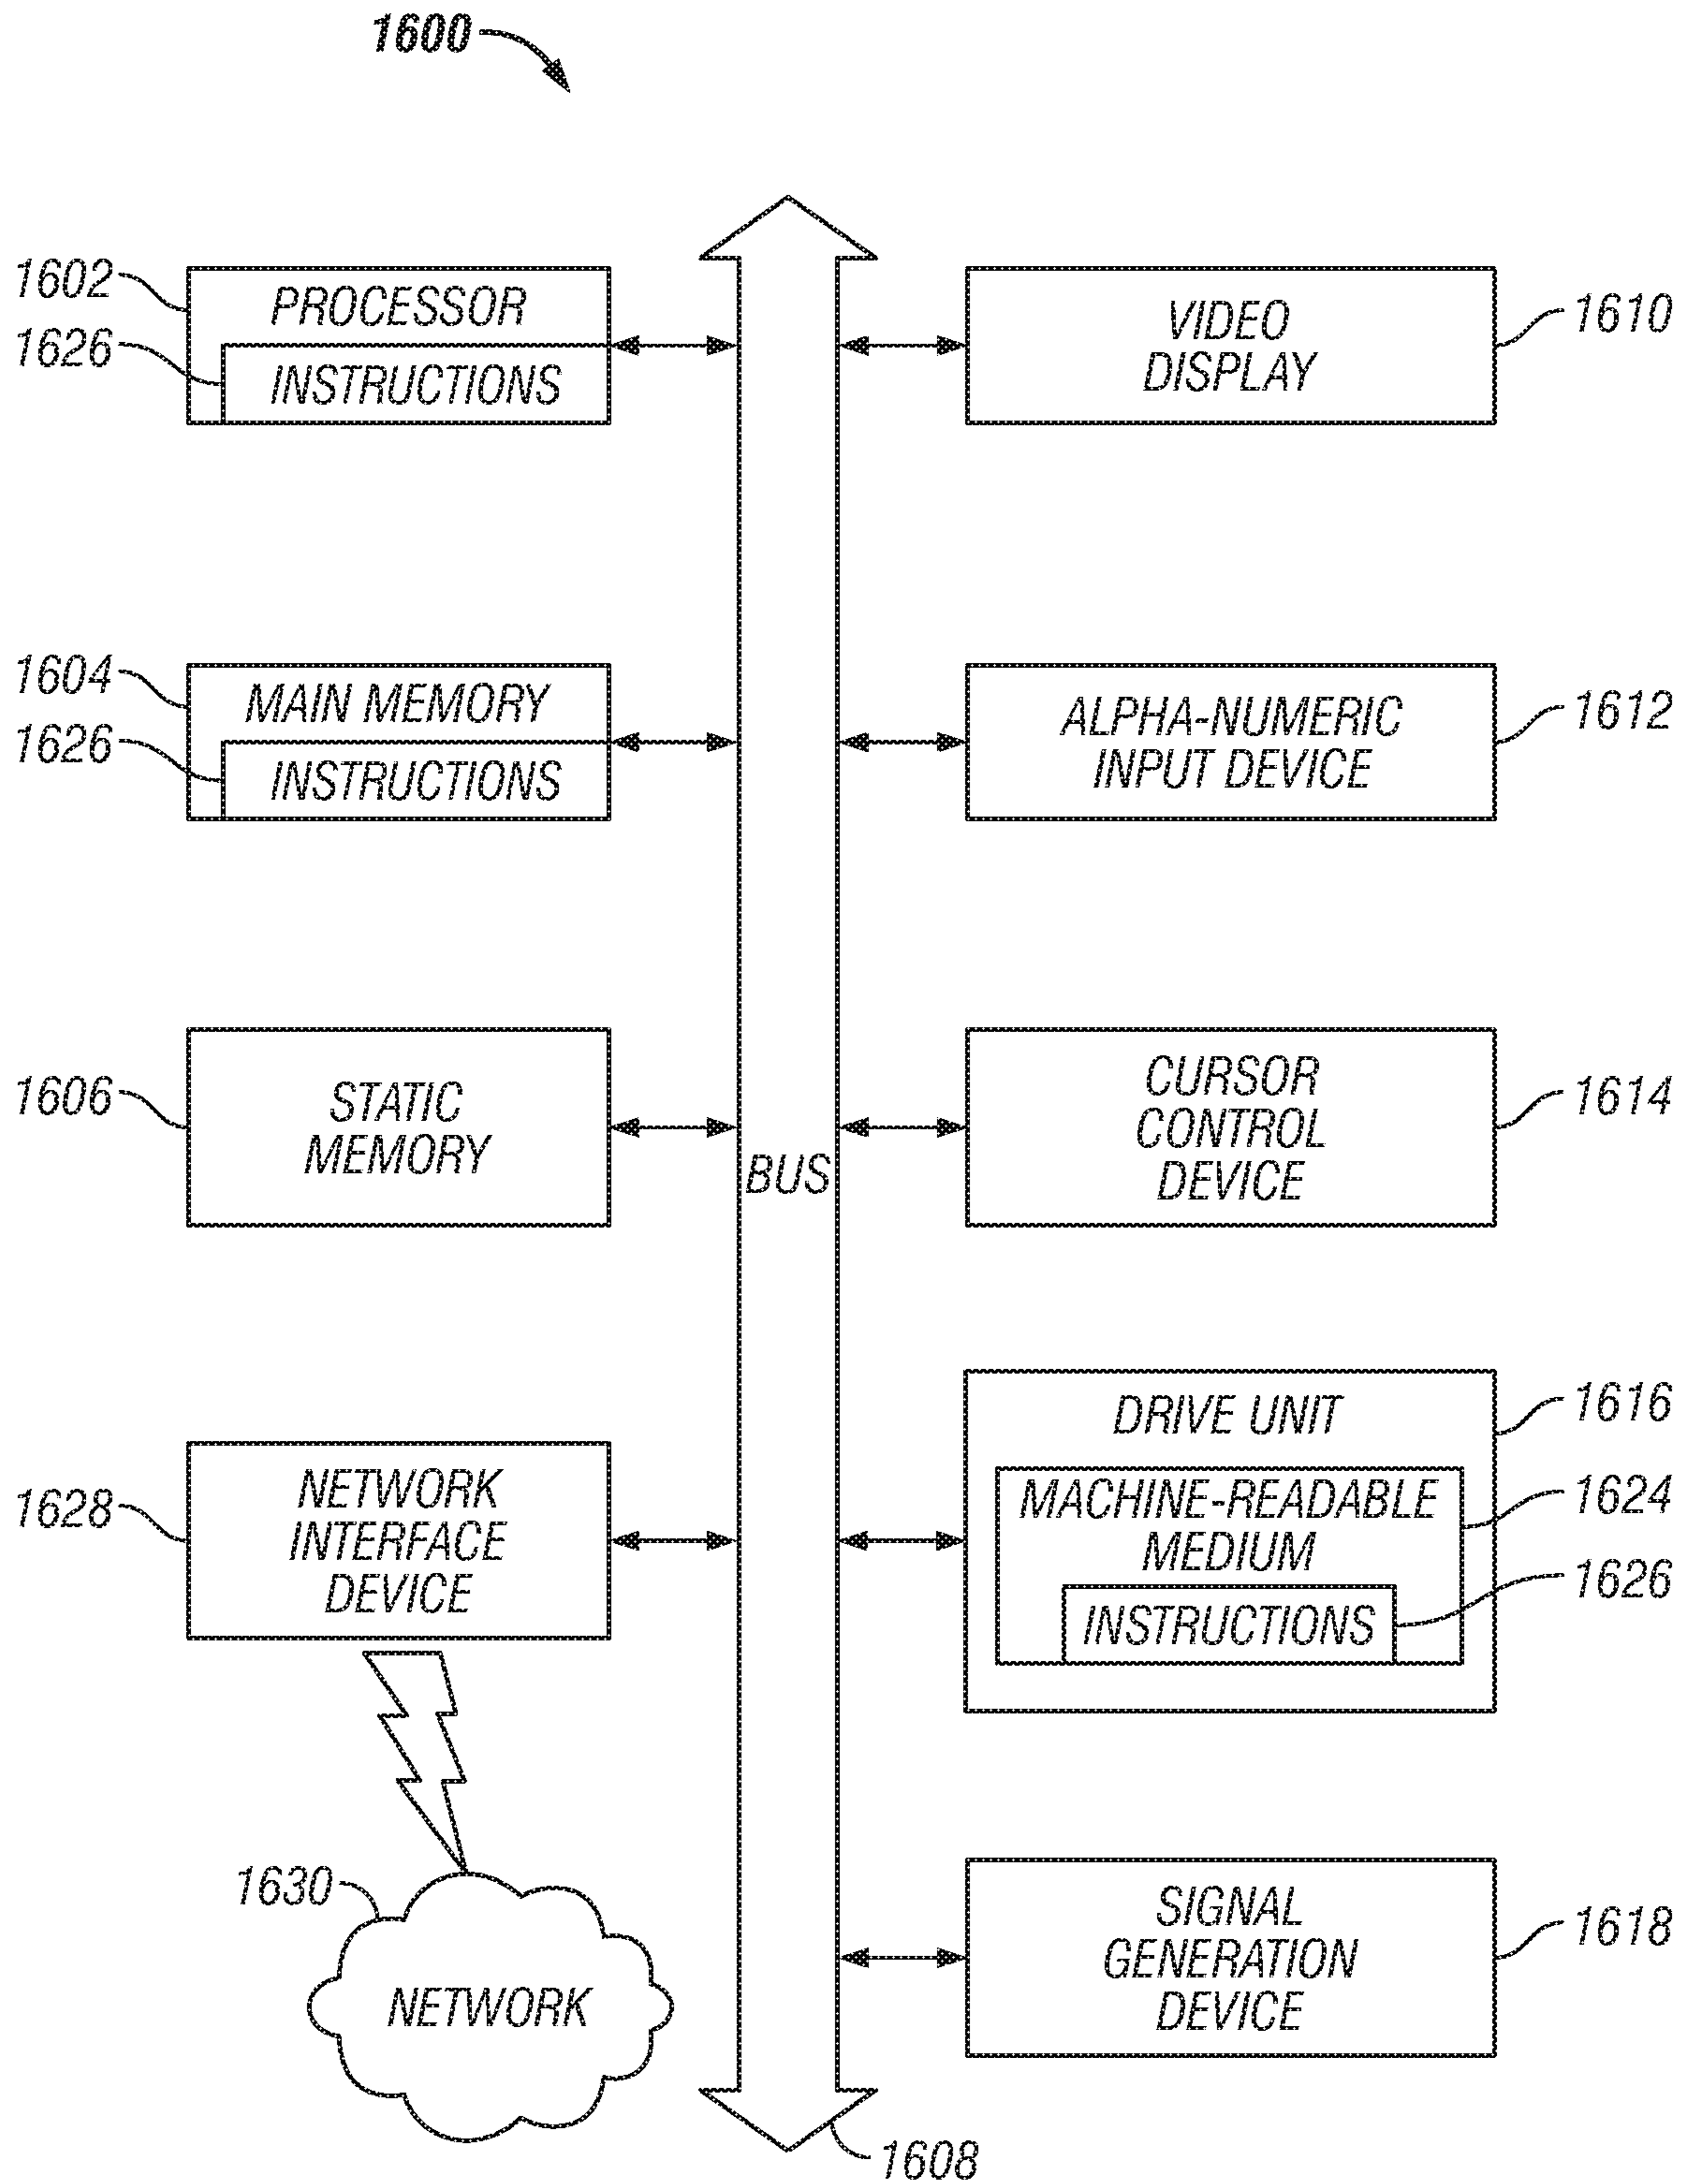 1600
1602
PROCESSOR
1626
INSTRUCTIONS
1604
MAIN MEMORY
1626
INSTRUCTIONS
1606
STATIC
MEMORY
1628
NETWORK
INTERFACE
DEVICE
1630
NETWORK
BUS
1608
VIDEO
DISPLAY
1610
ALPHA-NUMERIC
INPUT DEVICE
1612
CURSOR
CONTROL
DEVICE
1614
DRIVE UNIT
1616
MACHINE-READABLE
MEDIUM
1624
INSTRUCTIONS
1626
SIGNAL
GENERATION
DEVICE
1618